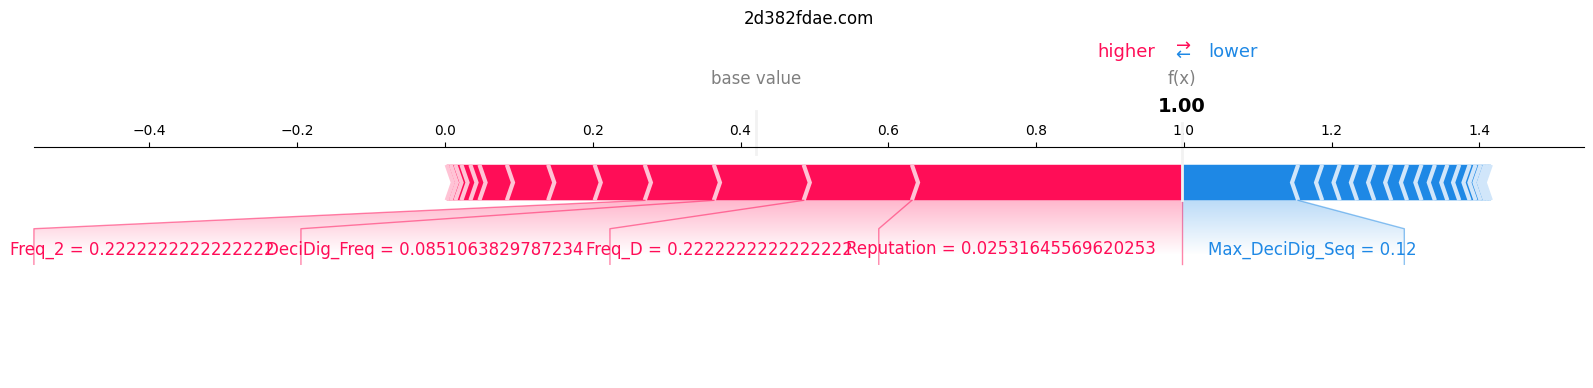 2d382fdae.com
higher ⇄ lower
base value f(x)
1.00
−0.4 −0.2 0.0 0.2 0.4 0.6 0.8 1.0 1.2 1.4
Freq_2 = 0.2222222222222222 DeciDig_Freq = 0.0851063829787234 Freq_D = 0.2222222222222222 Reputation = 0.02531645569620253 Max_DeciDig_Seq = 0.12